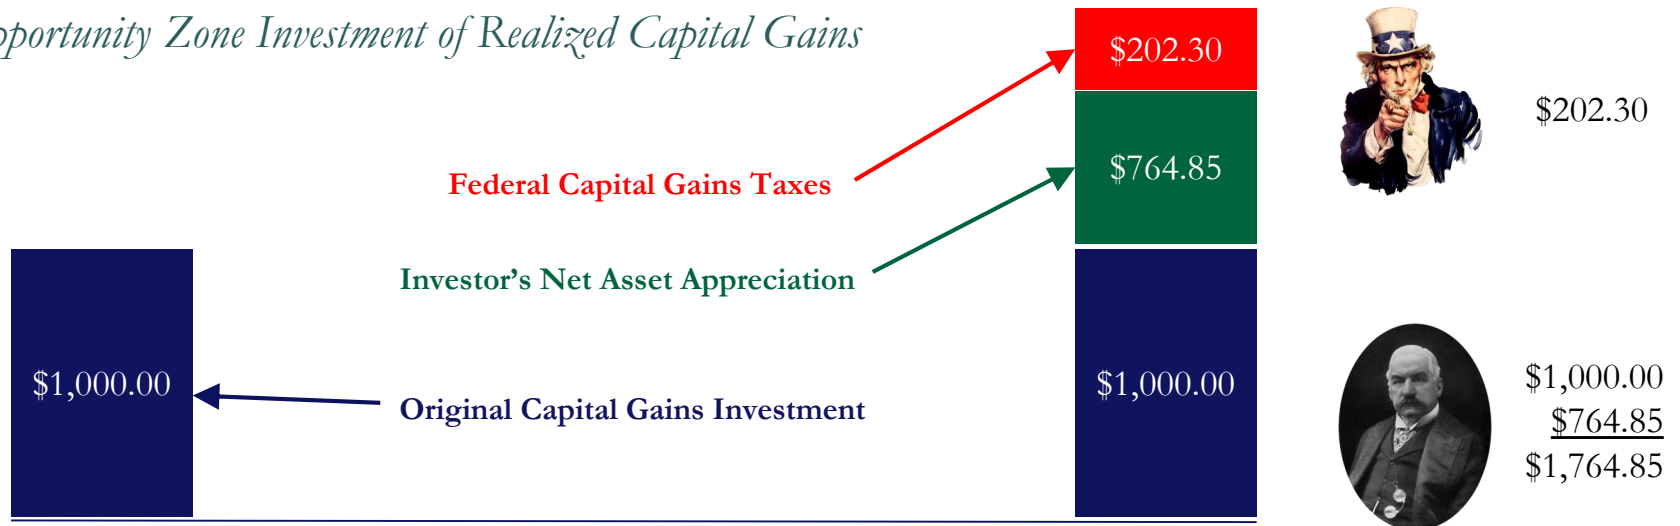 Opportunity Zone Investment of Realized Capital Gains
$202.30
$202.30
$764.85
Federal Capital Gains Taxes
Investor’s Net Asset Appreciation
$1,000.00
Original Capital Gains Investment
$1,000.00
$1,000.00
$764.85
$1,764.85